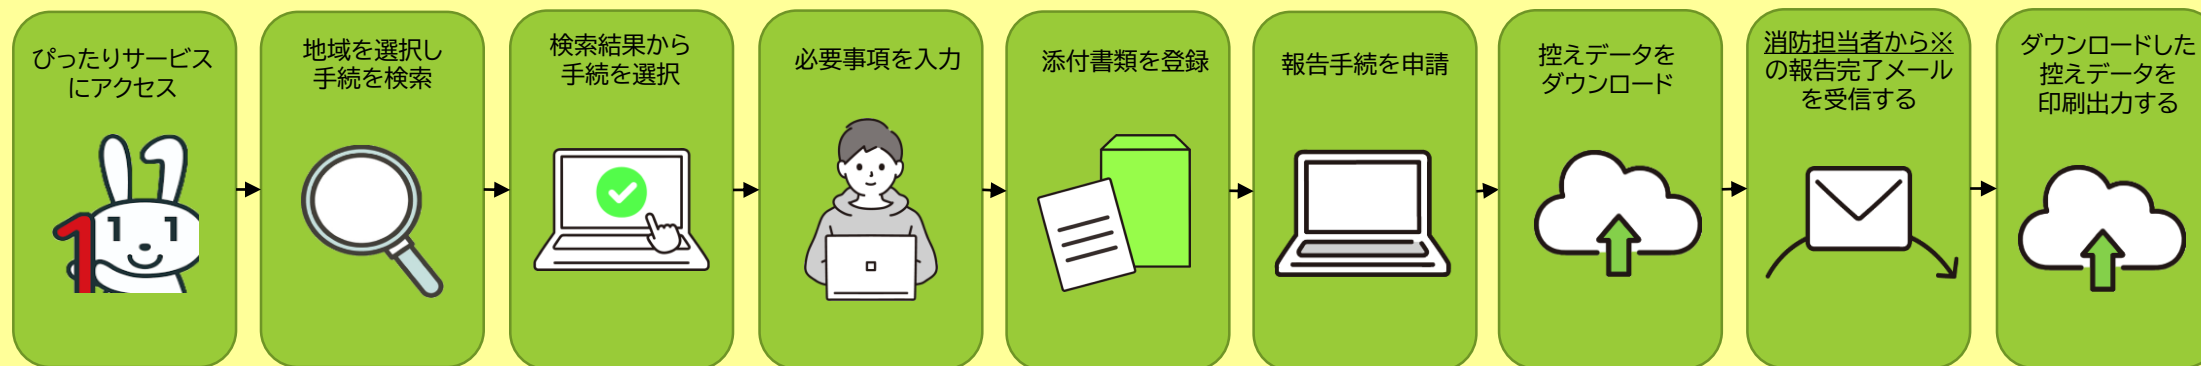 ぴったりサービス
にアクセス
地域を選択し
手続を検索
検索結果から
手続を選択
必要事項を入力
添付書類を登録
報告手続を申請
控えデータを
ダウンロード
消防担当者から※
の報告完了メール
を受信する
ダウンロードした
控えデータを
印刷出力する